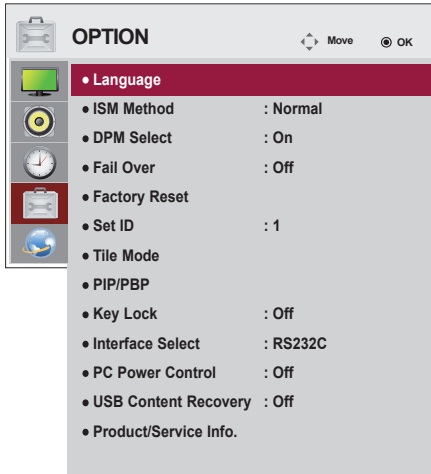 OPTION Move OK
● Language
● ISM Method : Normal
● DPM Select : On
● Fail Over : Off
● Factory Reset
● Set ID : 1
● Tile Mode
● PIP/PBP
● Key Lock : Off
● Interface Select : RS232C
● PC Power Control : Off
● USB Content Recovery : Off
● Product/Service Info.